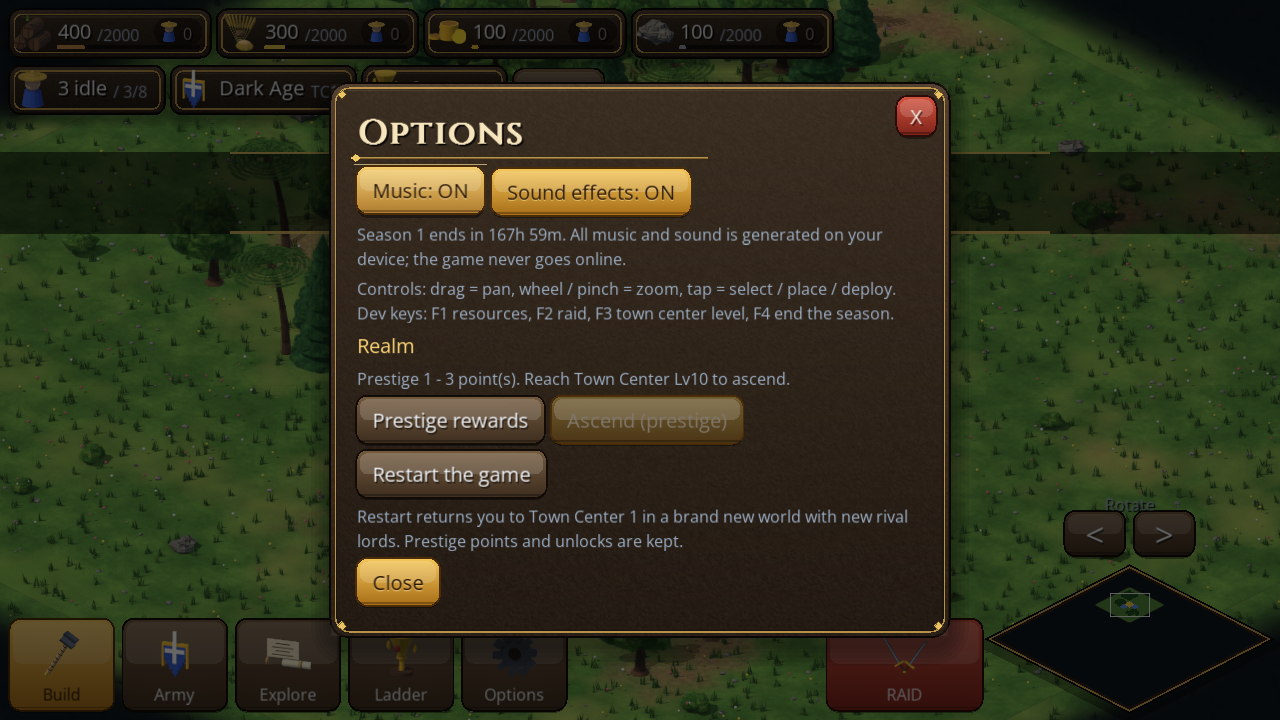 400 /2000 0
300 /2000 0
100 /2000 0
100 /2000 0
3 idle / 3/8
Dark Age
OPTIONS
X
Music: ON
Sound effects: ON
Season 1 ends in 167h 59m. All music and sound is generated on your
device; the game never goes online.
Controls: drag = pan, wheel / pinch = zoom, tap = select / place / deploy.
Dev keys: F1 resources, F2 raid, F3 town center level, F4 end the season.
Realm
Prestige 1 - 3 point(s). Reach Town Center Lv10 to ascend.
Prestige rewards
Ascend (prestige)
Restart the game
Restart returns you to Town Center 1 in a brand new world with new rival
lords. Prestige points and unlocks are kept.
Close
Rotate
< >
Build
Army
Explore
Ladder
Options
RAID